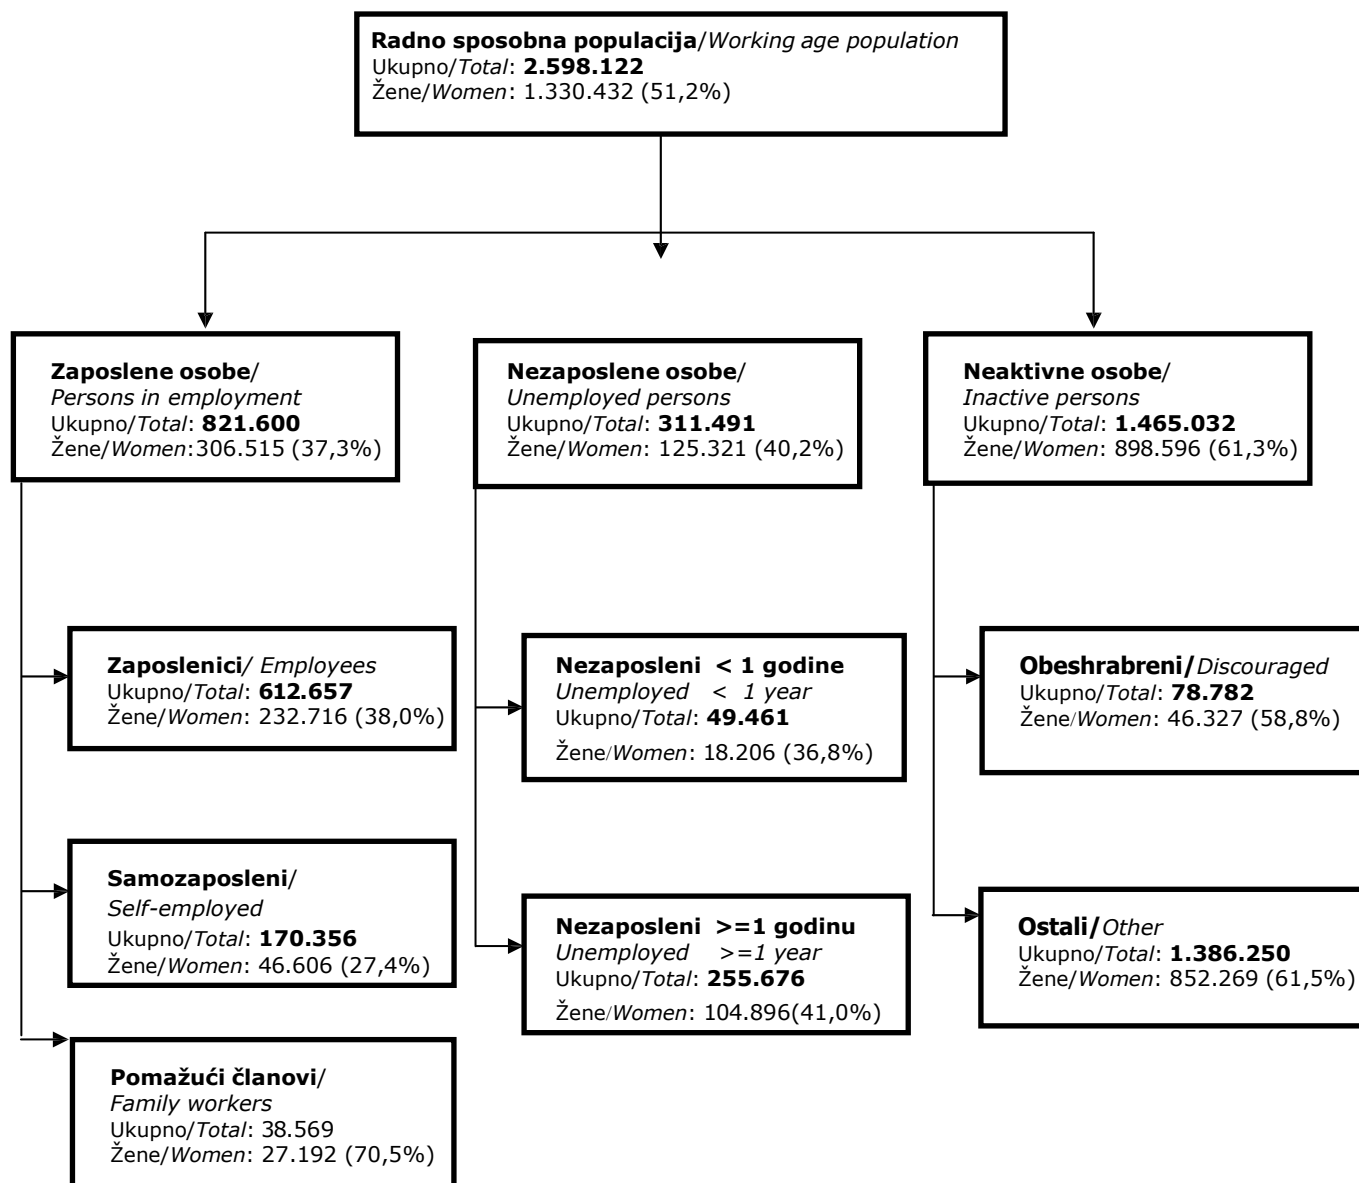 Radno sposobna populacija/Working age population
Ukupno/Total: 2.598.122
Žene/Women: 1.330.432 (51,2%)
Zaposlene osobe/
Persons in employment
Ukupno/Total: 821.600
Žene/Women:306.515 (37,3%)
Nezaposlene osobe/
Unemployed persons
Ukupno/Total: 311.491
Žene/Women: 125.321 (40,2%)
Neaktivne osobe/
Inactive persons
Ukupno/Total: 1.465.032
Žene/Women: 898.596 (61,3%)
Zaposlenici/ Employees
Ukupno/Total: 612.657
Žene/Women: 232.716 (38,0%)
Nezaposleni < 1 godine
Unemployed < 1 year
Ukupno/Total: 49.461
Žene/Women: 18.206 (36,8%)
Obeshrabreni/Discouraged
Ukupno/Total: 78.782
Žene/Women: 46.327 (58,8%)
Samozaposleni/
Self-employed
Ukupno/Total: 170.356
Žene/Women: 46.606 (27,4%)
Nezaposleni >=1 godinu
Unemployed >=1 year
Ukupno/Total: 255.676
Žene/Women: 104.896(41,0%)
Ostali/Other
Ukupno/Total: 1.386.250
Žene/Women: 852.269 (61,5%)
Pomažući članovi/
Family workers
Ukupno/Total: 38.569
Žene/Women: 27.192 (70,5%)